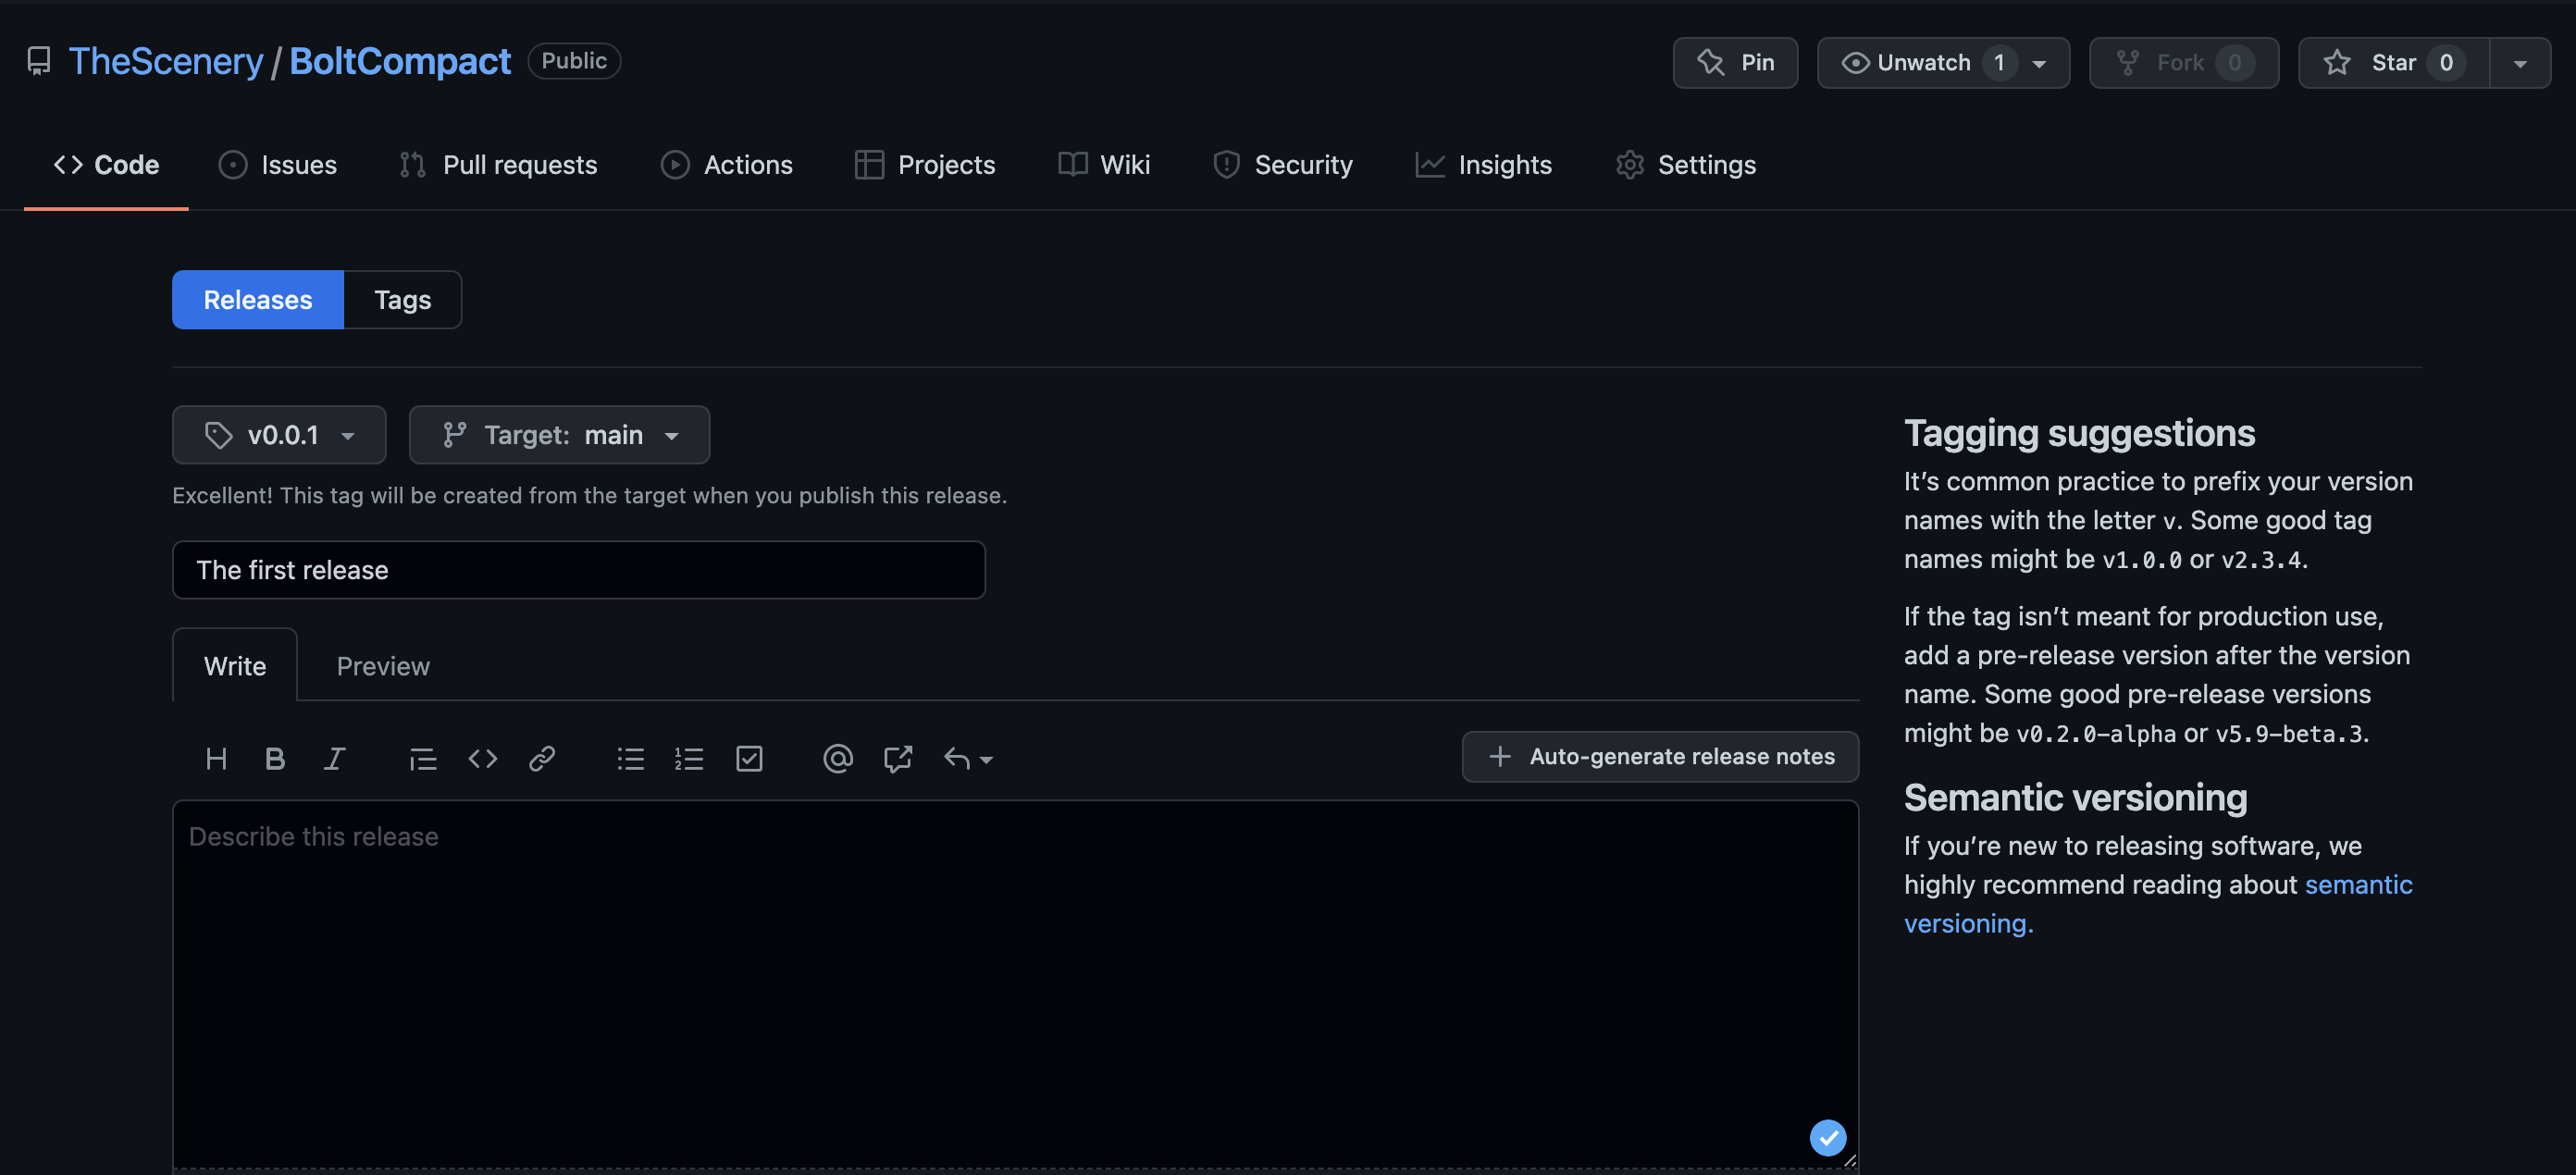 TheScenery / BoltCompact Public
Pin
Unwatch 1
Fork 0
Star 0
Code
Issues
Pull requests
Actions
Projects
Wiki
Security
Insights
Settings
Releases
Tags
v0.0.1
Target: main
Excellent! This tag will be created from the target when you publish this release.
The first release
Write
Preview
H B I
Auto-generate release notes
Describe this release
Tagging suggestions
It’s common practice to prefix your version
names with the letter v. Some good tag
names might be v1.0.0 or v2.3.4.
If the tag isn’t meant for production use,
add a pre-release version after the version
name. Some good pre-release versions
might be v0.2.0-alpha or v5.9-beta.3.
Semantic versioning
If you’re new to releasing software, we
highly recommend reading about semantic
versioning.